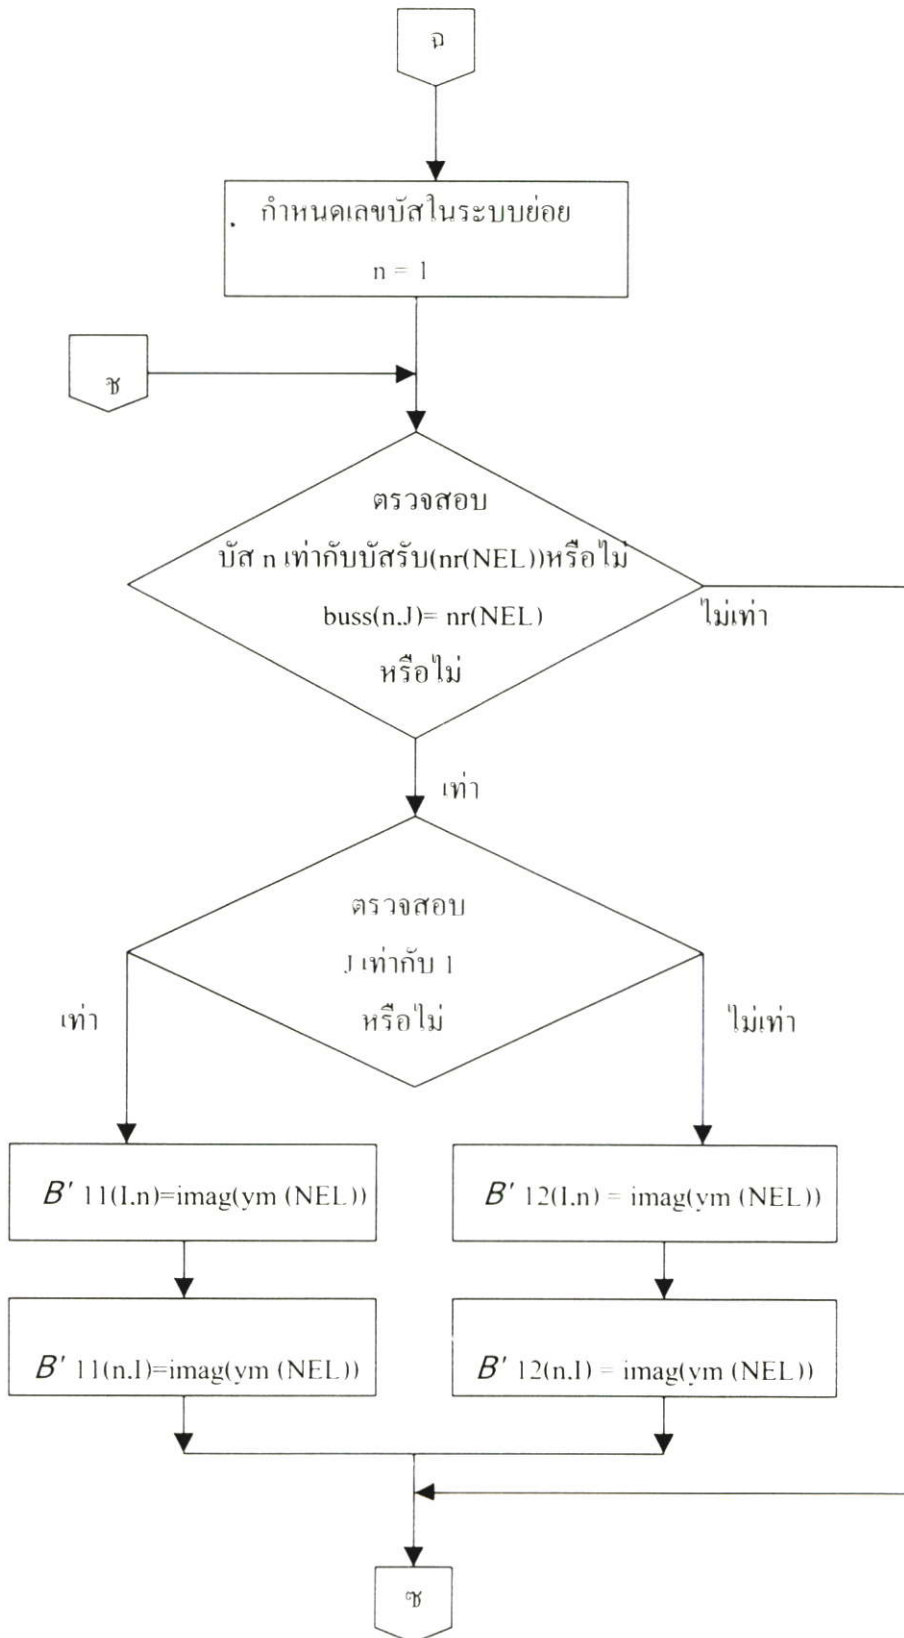 ฉ
กำหนดเลขบัสในระบบย่อย
n = 1
ช
ตรวจสอบ
บัส n เท่ากับบัสรับ(nr(NEL))หรือไม่
buss(n,J)= nr(NEL)
หรือไม่
ไม่เท่า
เท่า
ตรวจสอบ
J เท่ากับ 1
หรือไม่
เท่า
ไม่เท่า
B' 11(I,n)=imag(ym (NEL))
B' 12(I,n) = imag(ym (NEL))
B' 11(n,I)=imag(ym (NEL))
B' 12(n,I) = imag(ym (NEL))
ซ